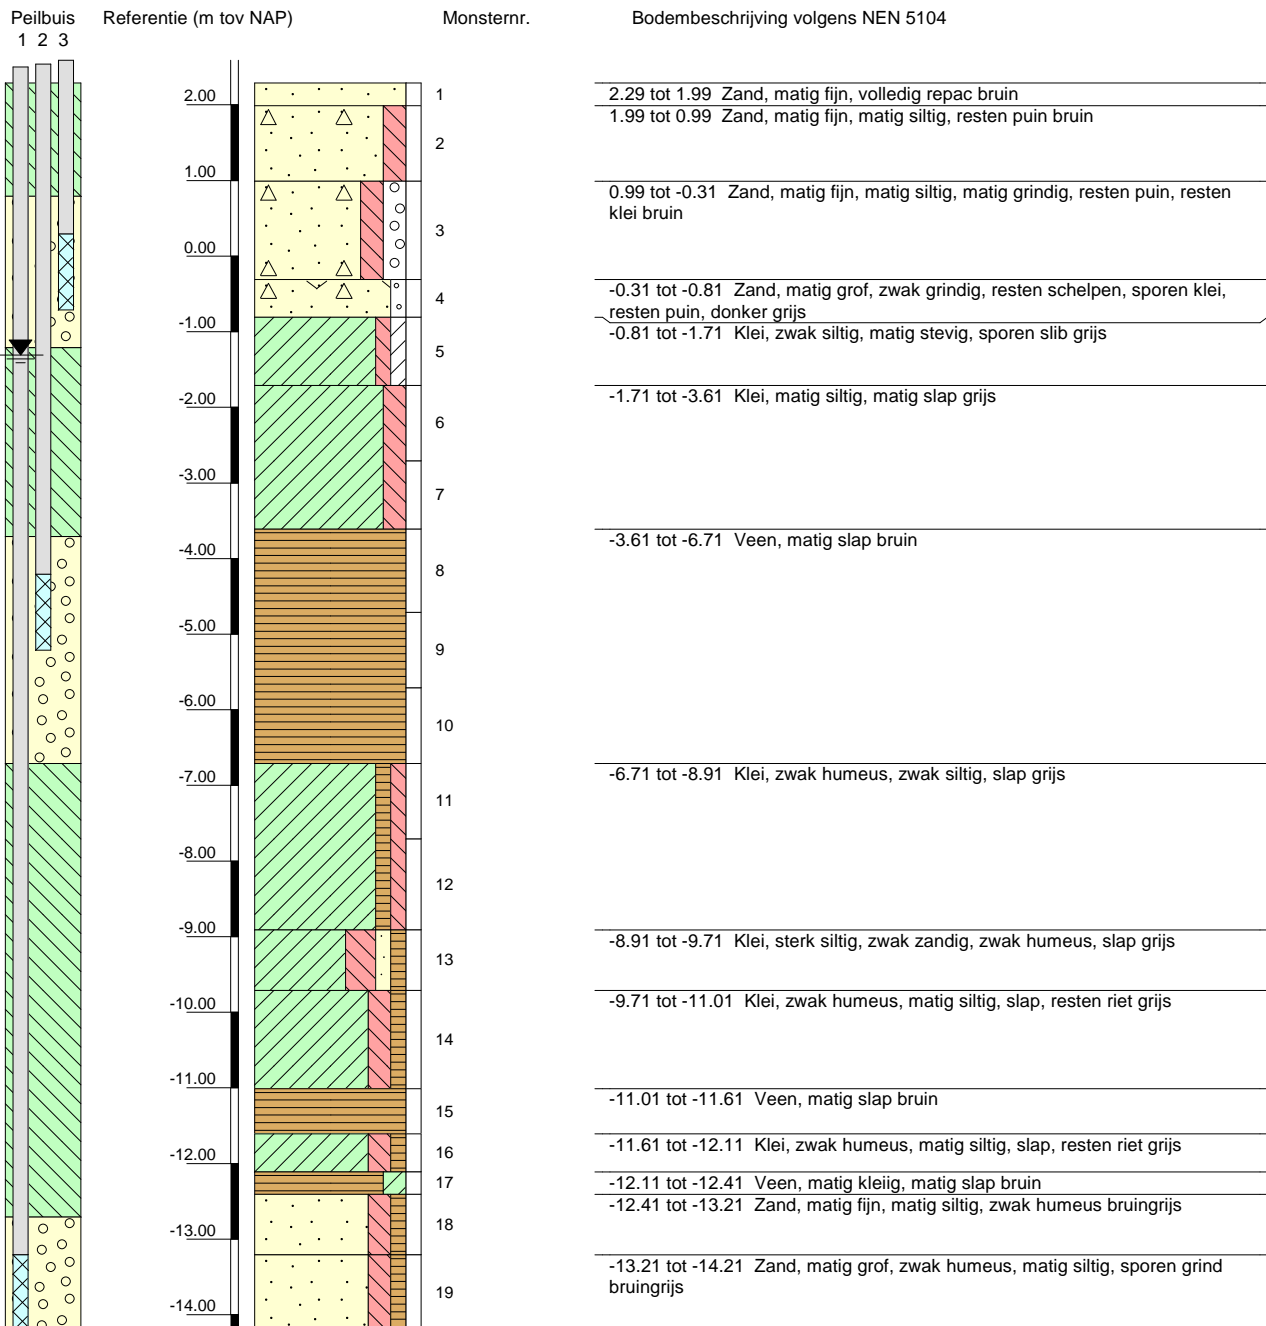 Peilbuis Referentie (m tov NAP) Monsternr. Bodembeschrijving volgens NEN 5104
1 2 3
2.00 1 2.29 tot 1.99 Zand, matig fijn, volledig repac bruin
1.99 tot 0.99 Zand, matig fijn, matig siltig, resten puin bruin
2
1.00
0.99 tot -0.31 Zand, matig fijn, matig siltig, matig grindig, resten puin, resten
klei bruin
3
0.00
-0.31 tot -0.81 Zand, matig grof, zwak grindig, resten schelpen, sporen klei,
4
resten puin, donker grijs
-1.00
-0.81 tot -1.71 Klei, zwak siltig, matig stevig, sporen slib grijs
5
-1.71 tot -3.61 Klei, matig siltig, matig slap grijs
-2.00
6
-3.00
7
-3.61 tot -6.71 Veen, matig slap bruin
-4.00
8
-5.00
9
-6.00
10
-7.00
-6.71 tot -8.91 Klei, zwak humeus, zwak siltig, slap grijs
11
-8.00
12
-9.00
-8.91 tot -9.71 Klei, sterk siltig, zwak zandig, zwak humeus, slap grijs
13
-10.00
-9.71 tot -11.01 Klei, zwak humeus, matig siltig, slap, resten riet grijs
14
-11.00
-11.01 tot -11.61 Veen, matig slap bruin
15
-11.61 tot -12.11 Klei, zwak humeus, matig siltig, slap, resten riet grijs
-12.00 16
17 -12.11 tot -12.41 Veen, matig kleiig, matig slap bruin
-12.41 tot -13.21 Zand, matig fijn, matig siltig, zwak humeus bruingrijs
18
-13.00
-13.21 tot -14.21 Zand, matig grof, zwak humeus, matig siltig, sporen grind
bruingrijs
19
-14.00